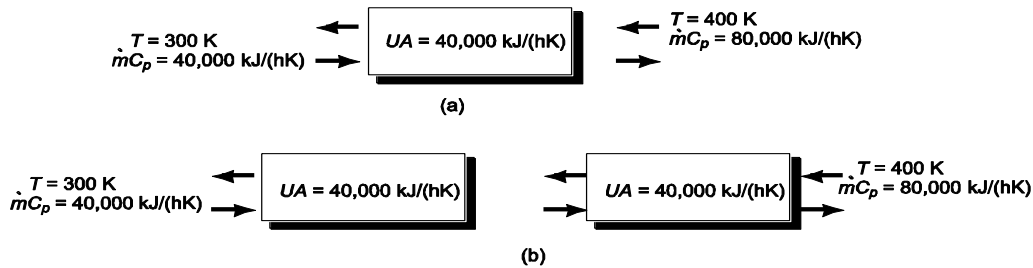 T = 300 K
ṁCp = 40,000 kJ/(hK)
UA = 40,000 kJ/(hK)
T = 400 K
ṁCp = 80,000 kJ/(hK)
(a)
T = 300 K
ṁCp = 40,000 kJ/(hK)
UA = 40,000 kJ/(hK)
UA = 40,000 kJ/(hK)
T = 400 K
ṁCp = 80,000 kJ/(hK)
(b)